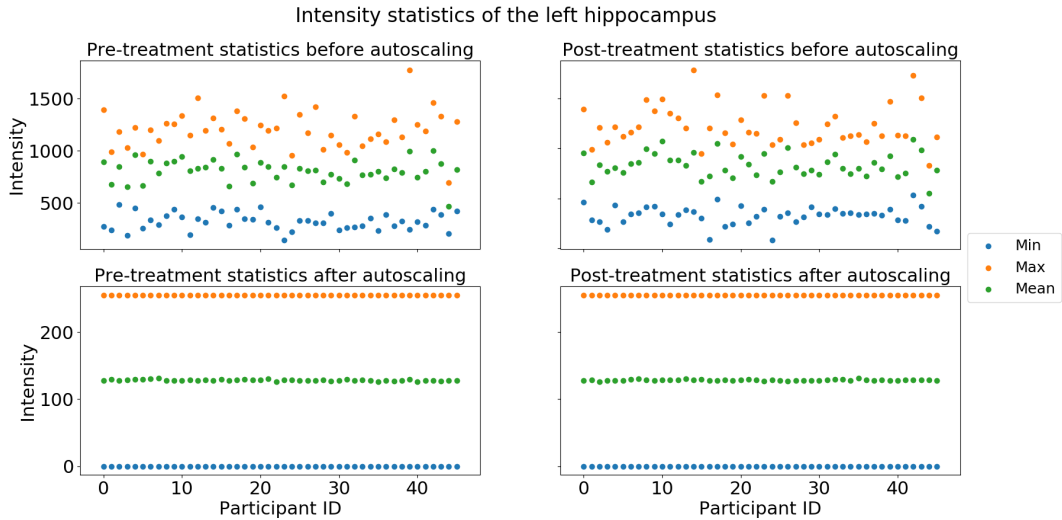 Intensity statistics of the left hippocampus
Pre-treatment statistics before autoscaling
Post-treatment statistics before autoscaling
1500
1000
500
Intensity
Min
Max
Mean
Pre-treatment statistics after autoscaling
Post-treatment statistics after autoscaling
200
100
0
Intensity
0 10 20 30 40
0 10 20 30 40
Participant ID
Participant ID